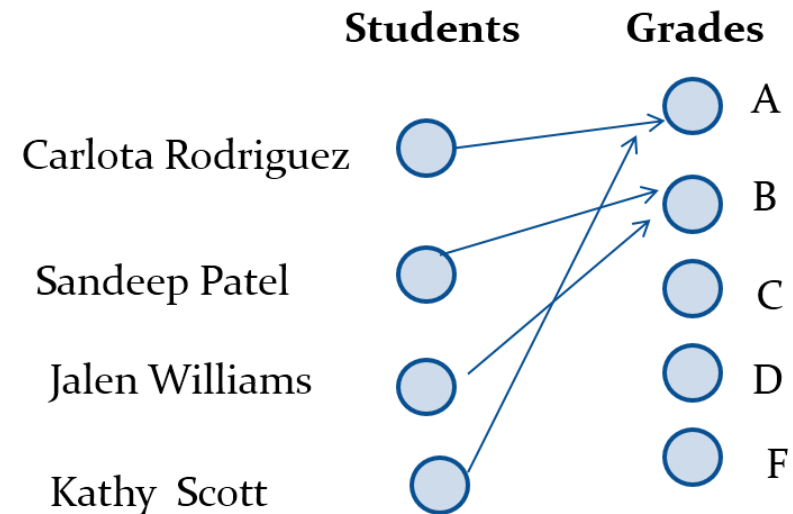 Students Grades
A
Carlota Rodriguez
B
Sandeep Patel
C
Jalen Williams
D
F
Kathy Scott